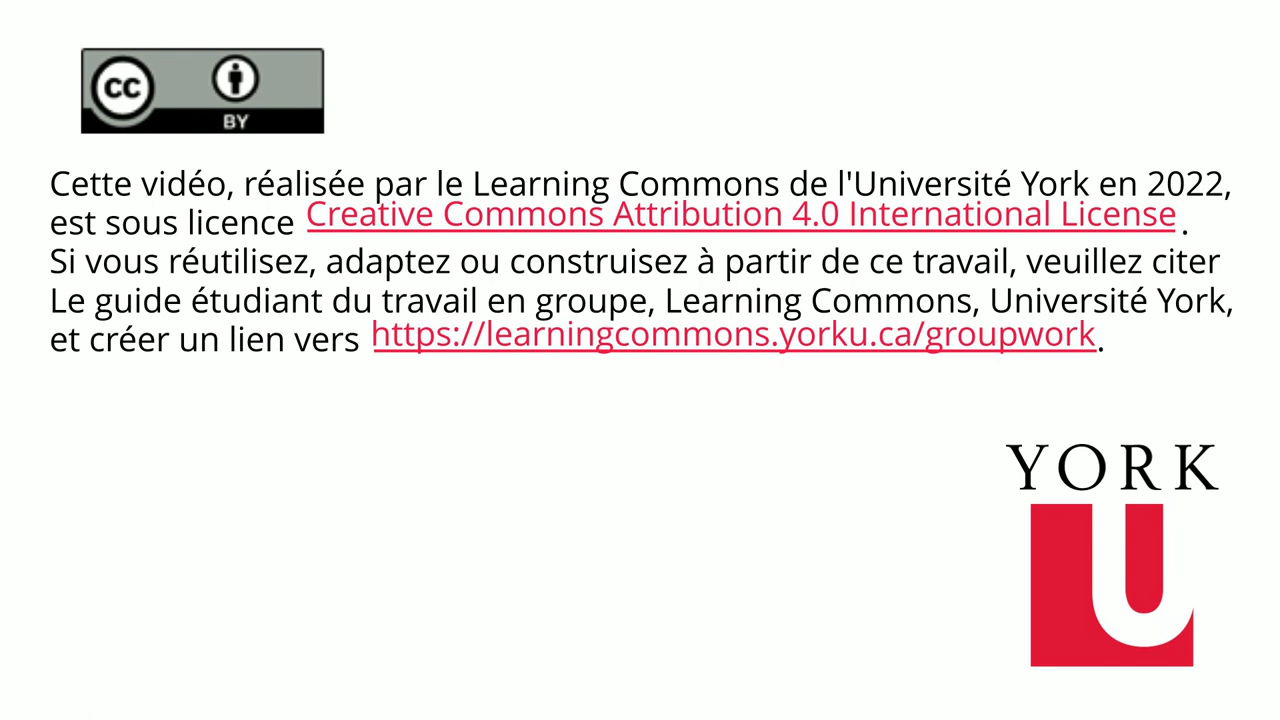 CC
BY
Cette vidéo, réalisée par le Learning Commons de l'Université York en 2022,
est sous licence Creative Commons Attribution 4.0 International License.
Si vous réutilisez, adaptez ou construisez à partir de ce travail, veuillez citer
Le guide étudiant du travail en groupe, Learning Commons, Université York,
et créer un lien vers https://learningcommons.yorku.ca/groupwork.
YORK
U